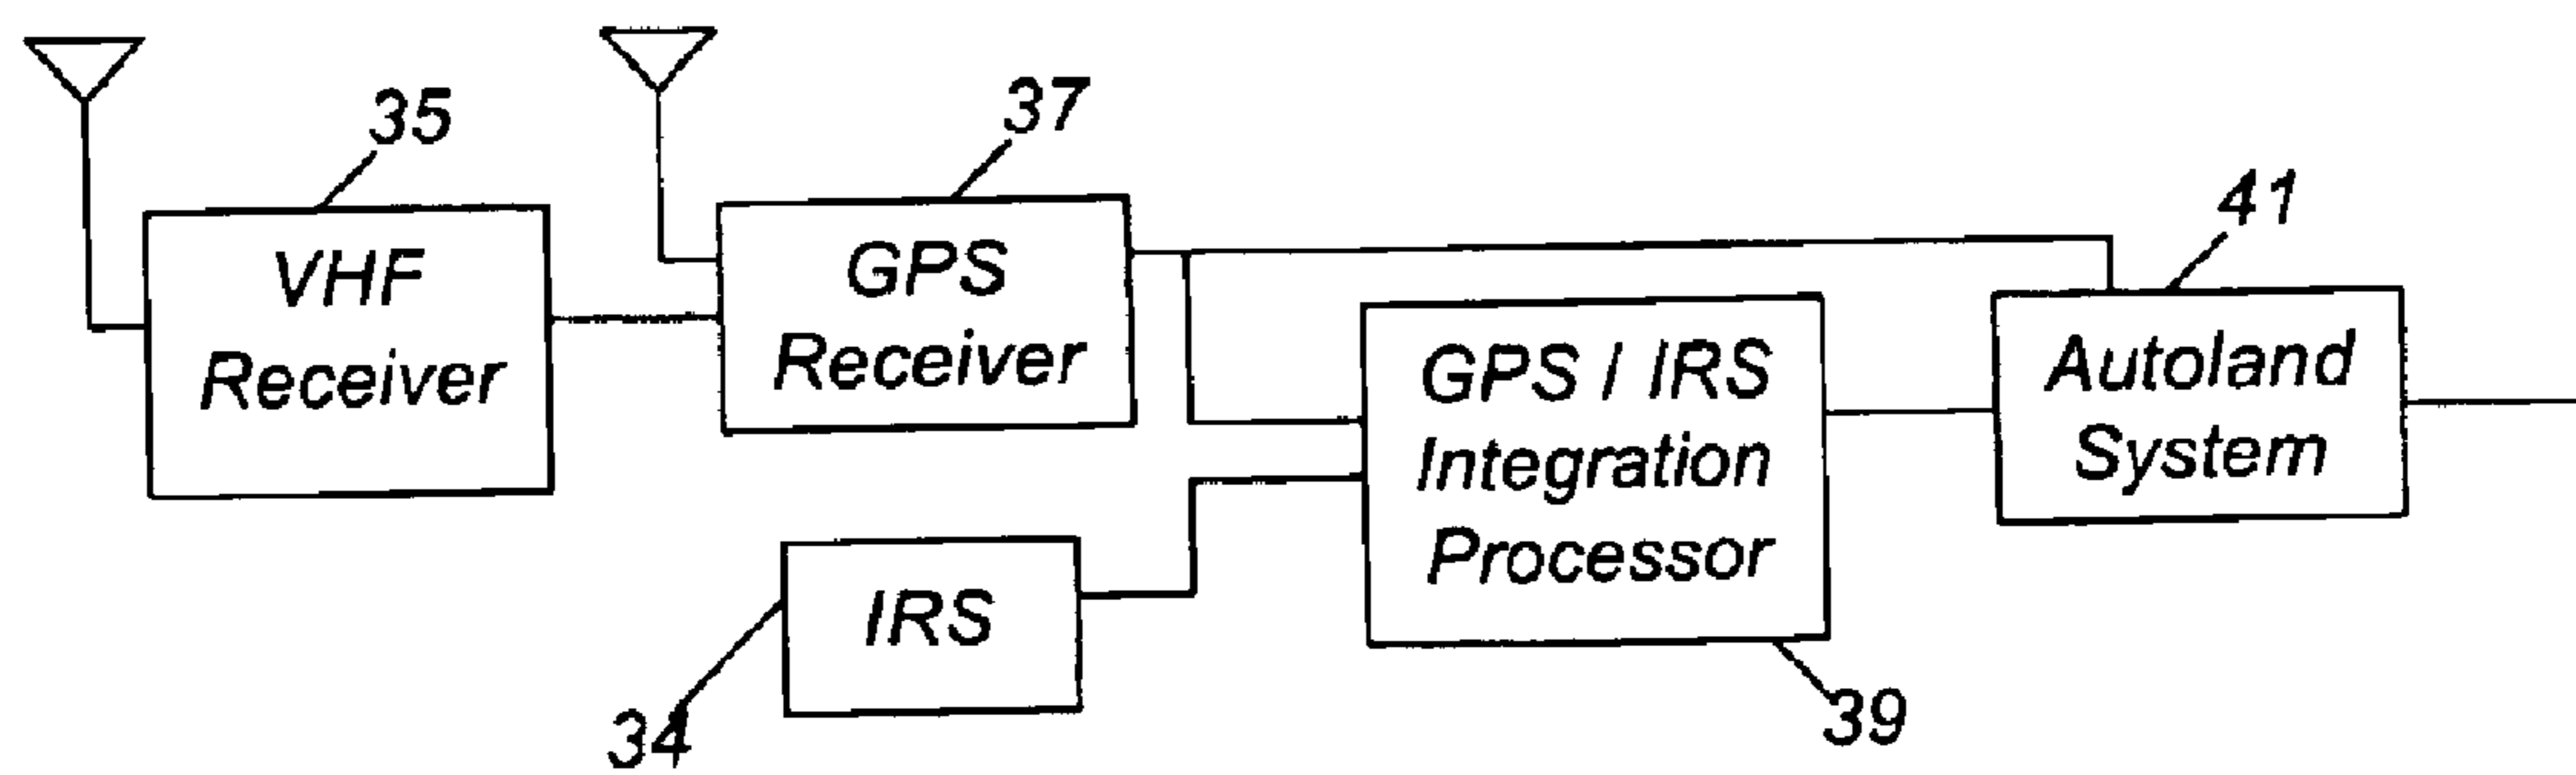 35
37
41
VHF
Receiver
GPS
Receiver
GPS / IRS
Integration
Processor
Autoland
System
IRS
34
39